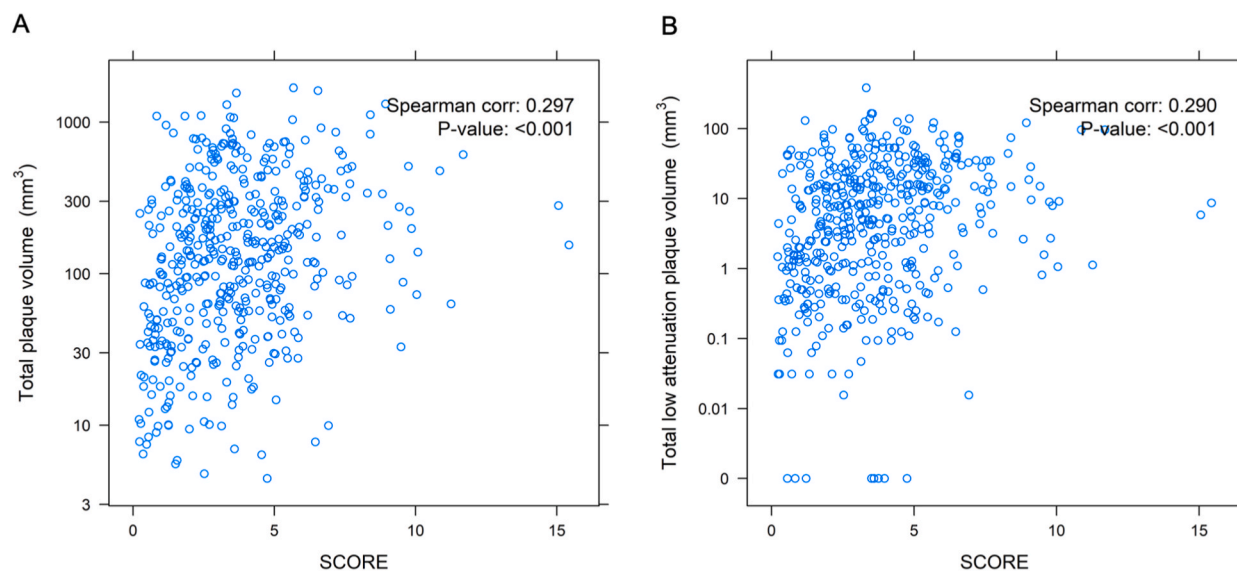 A
Total plaque volume (mm³)
1000
300
100
30
10
3
Spearman corr: 0.297
P-value: <0.001
0
5
10
15
SCORE
B
Total low attenuation plaque volume (mm³)
100
10
1
0.1
0.01
0
Spearman corr: 0.290
P-value: <0.001
0
5
10
15
SCORE